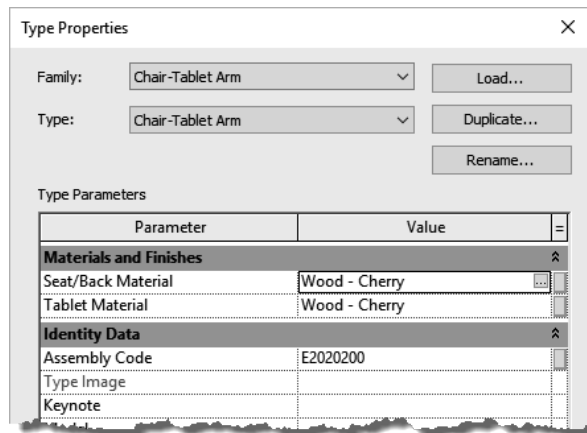 Type Properties
Family: Chair-Tablet Arm Load...
Type: Chair-Tablet Arm Duplicate...
Rename...
Type Parameters
Parameter Value =
Materials and Finishes
Seat/Back Material Wood - Cherry ...
Tablet Material Wood - Cherry
Identity Data
Assembly Code E2020200
Type Image
Keynote